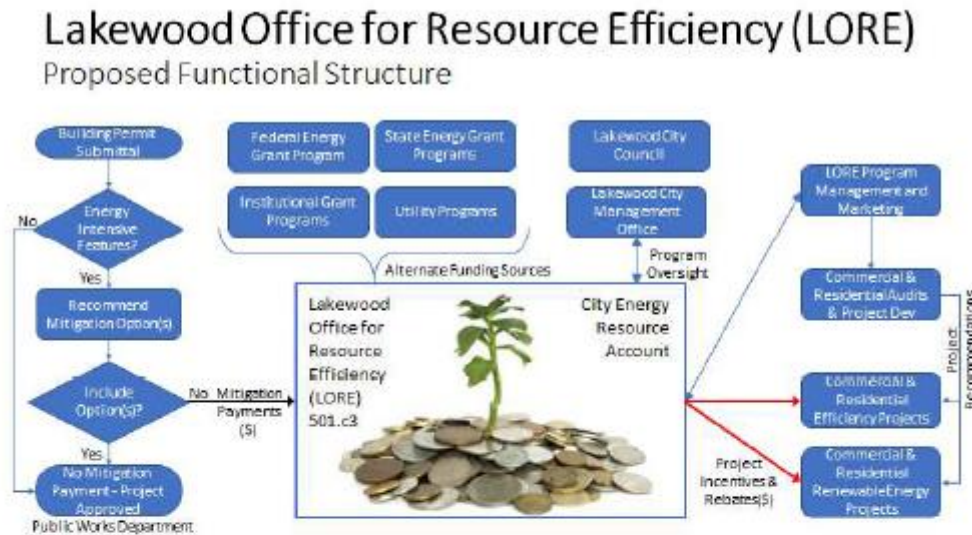 Lakewood Office for Resource Efficiency (LORE)
Proposed Functional Structure
Building Permit
Submittal
No
Energy
Intensive
Features?
Yes
Recommend
Mitigation Option(s)
Include
Option(s)?
No Mitigation
Payments
($)
Yes
No Mitigation
Payment - Project
Approved
Public Works Department
Federal Energy
Grant Program
State Energy Grant
Programs
Institutional Grant
Programs
Utility Programs
Alternate Funding Sources
Lakewood City
Council
Lakewood City
Management
Office
Program
Oversight
Lakewood
Office for
Resource
Efficiency
(LORE)
501.c3
City Energy
Resource
Account
LORE Program
Management and
Marketing
Commercial &
Residential Audits
& Project Dev
Project
Recommendations
Commercial &
Residential
Efficiency Projects
Commercial &
Residential
Renewable Energy
Projects
Project
Incentives &
Rebates($)